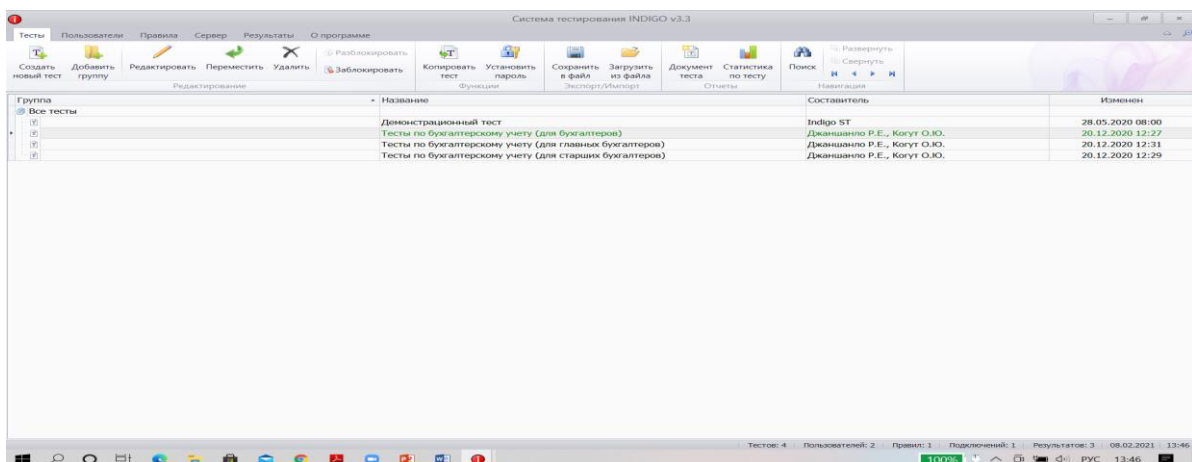 Система тестирования INDIGO v3.3
Тесты Пользователи Правила Сервер Результаты О программе
Создать новый тест
Добавить группу
Редактировать
Переместить
Удалить
Разблокировать
Заблокировать
Копировать тест
Установить пароль
Сохранить в файл
Загрузить из файла
Документ теста
Статистика по тесту
Поиск
Развернуть
Свернуть
Редактирование Функции Экспорт/Импорт Отчеты Навигация
Группа Название Составитель Изменен
Все тесты
Демонстрационный тест Indigo ST 28.05.2020 08:00
Тесты по бухгалтерскому учету (для бухгалтеров) Джаншанло Р.Е., Когут О.Ю. 20.12.2020 12:27
Тесты по бухгалтерскому учету (для главных бухгалтеров) Джаншанло Р.Е., Когут О.Ю. 20.12.2020 12:31
Тесты по бухгалтерскому учету (для старших бухгалтеров) Джаншанло Р.Е., Когут О.Ю. 20.12.2020 12:29
Тестов: 4 Пользователей: 2 Правил: 1 Подключений: 1 Результатов: 3 08.02.2021 13:46
100% РУС 13:46